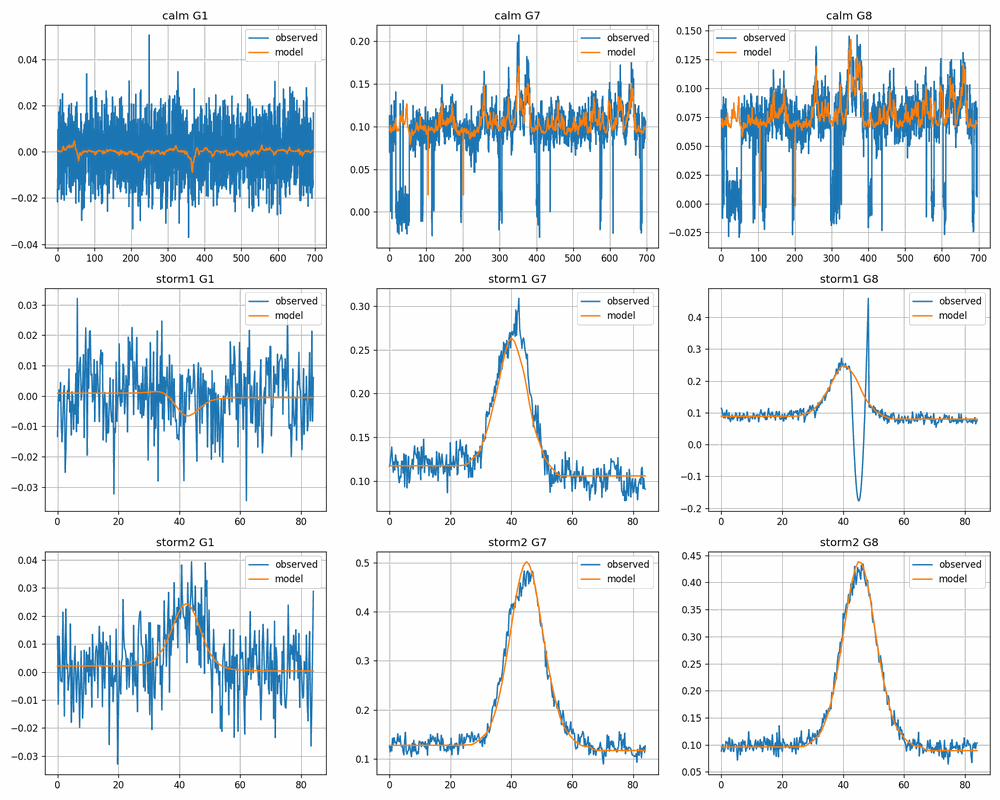 calm G1
calm G7
calm G8
observed
model
observed
model
observed
model
0.04
0.02
0.00
−0.02
−0.04
0 100 200 300 400 500 600 700
0.20
0.15
0.10
0.05
0.00
0 100 200 300 400 500 600 700
0.150
0.125
0.100
0.075
0.050
0.025
0.000
−0.025
0 100 200 300 400 500 600 700
storm1 G1
storm1 G7
storm1 G8
observed
model
observed
model
observed
model
0.03
0.02
0.01
0.00
−0.01
−0.02
−0.03
0 20 40 60 80
0.30
0.25
0.20
0.15
0.10
0 20 40 60 80
0.4
0.3
0.2
0.1
0.0
−0.1
−0.2
0 20 40 60 80
storm2 G1
storm2 G7
storm2 G8
observed
model
observed
model
observed
model
0.04
0.03
0.02
0.01
0.00
−0.01
−0.02
−0.03
0 20 40 60 80
0.5
0.4
0.3
0.2
0.1
0 20 40 60 80
0.45
0.40
0.35
0.30
0.25
0.20
0.15
0.10
0.05
0 20 40 60 80